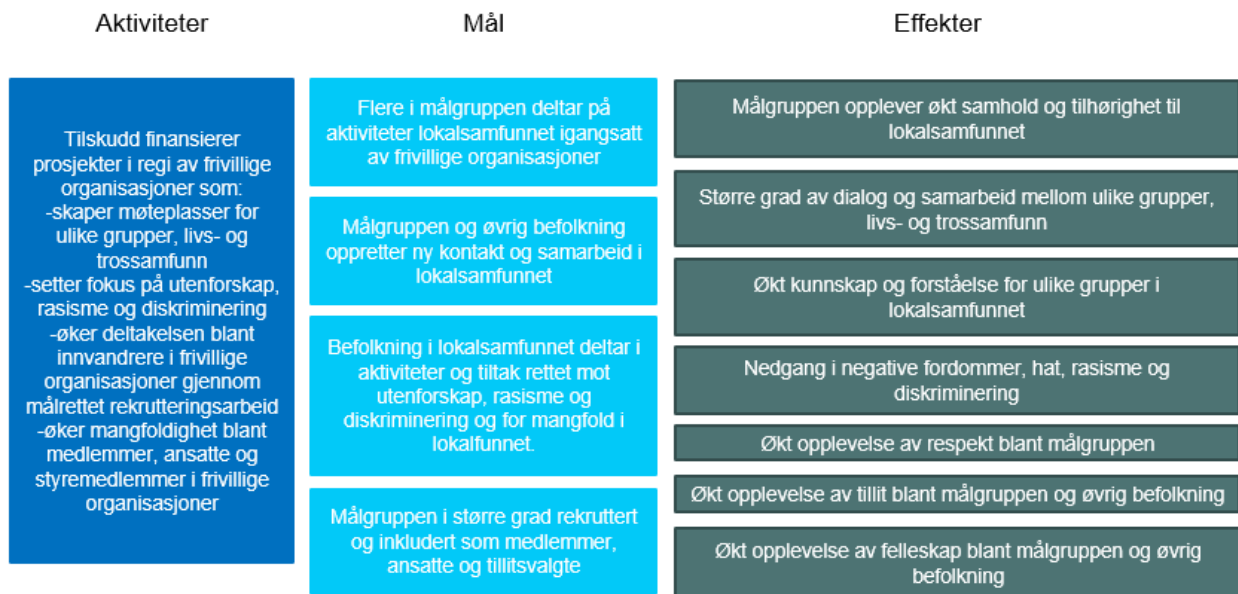 Aktiviteter
Mål
Effekter
Tilskudd finansierer
prosjekter i regi av frivillige
organisasjoner som:
-skaper møteplasser for
ulike grupper, livs- og
trossamfunn
-setter fokus på utenforskap,
rasisme og diskriminering
-øker deltakelsen blant
innvandrere i frivillige
organisasjoner gjennom
målrettet rekrutteringsarbeid
-øker mangfoldighet blant
medlemmer, ansatte og
styremedlemmer i frivillige
organisasjoner
Flere i målgruppen deltar på
aktiviteter lokalsamfunnet igangsatt
av frivillige organisasjoner
Målgruppen og øvrig befolkning
oppretter ny kontakt og samarbeid i
lokalsamfunnet
Befolkning i lokalsamfunnet deltar i
aktiviteter og tiltak rettet mot
utenforskap, rasisme og
diskriminering og for mangfold i
lokalfunnet.
Målgruppen i større grad rekruttert
og inkludert som medlemmer,
ansatte og tillitsvalgte
Målgruppen opplever økt samhold og tilhørighet til
lokalsamfunnet
Større grad av dialog og samarbeid mellom ulike grupper,
livs- og trossamfunn
Økt kunnskap og forståelse for ulike grupper i
lokalsamfunnet
Nedgang i negative fordommer, hat, rasisme og
diskriminering
Økt opplevelse av respekt blant målgruppen
Økt opplevelse av tillit blant målgruppen og øvrig befolkning
Økt opplevelse av felleskap blant målgruppen og øvrig
befolkning